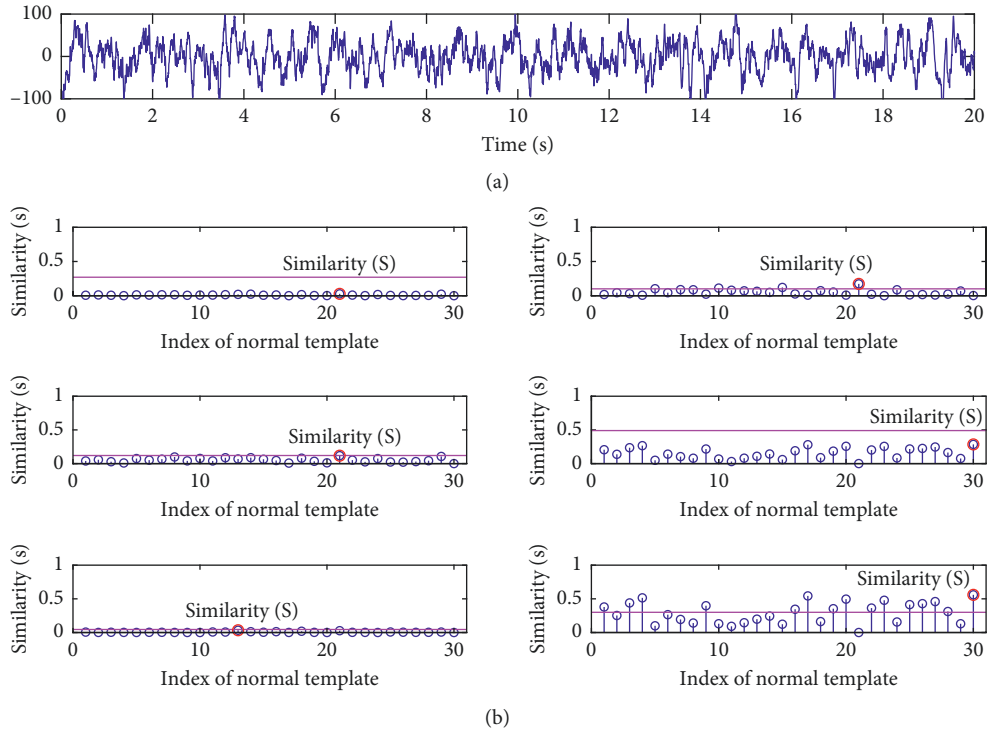 100
0
−100
0 2 4 6 8 10 12 14 16 18 20
Time (s)
(a)
Similarity (s)
1
0.5
0
Similarity (S)
0 10 20 30
Index of normal template
Similarity (s)
1
0.5
0
Similarity (S)
0 10 20 30
Index of normal template
Similarity (s)
1
0.5
0
Similarity (S)
0 10 20 30
Index of normal template
Similarity (s)
1
0.5
0
Similarity (S)
0 10 20 30
Index of normal template
Similarity (s)
1
0.5
0
Similarity (S)
0 10 20 30
Index of normal template
Similarity (s)
1
0.5
0
Similarity (S)
0 10 20 30
Index of normal template
(b)